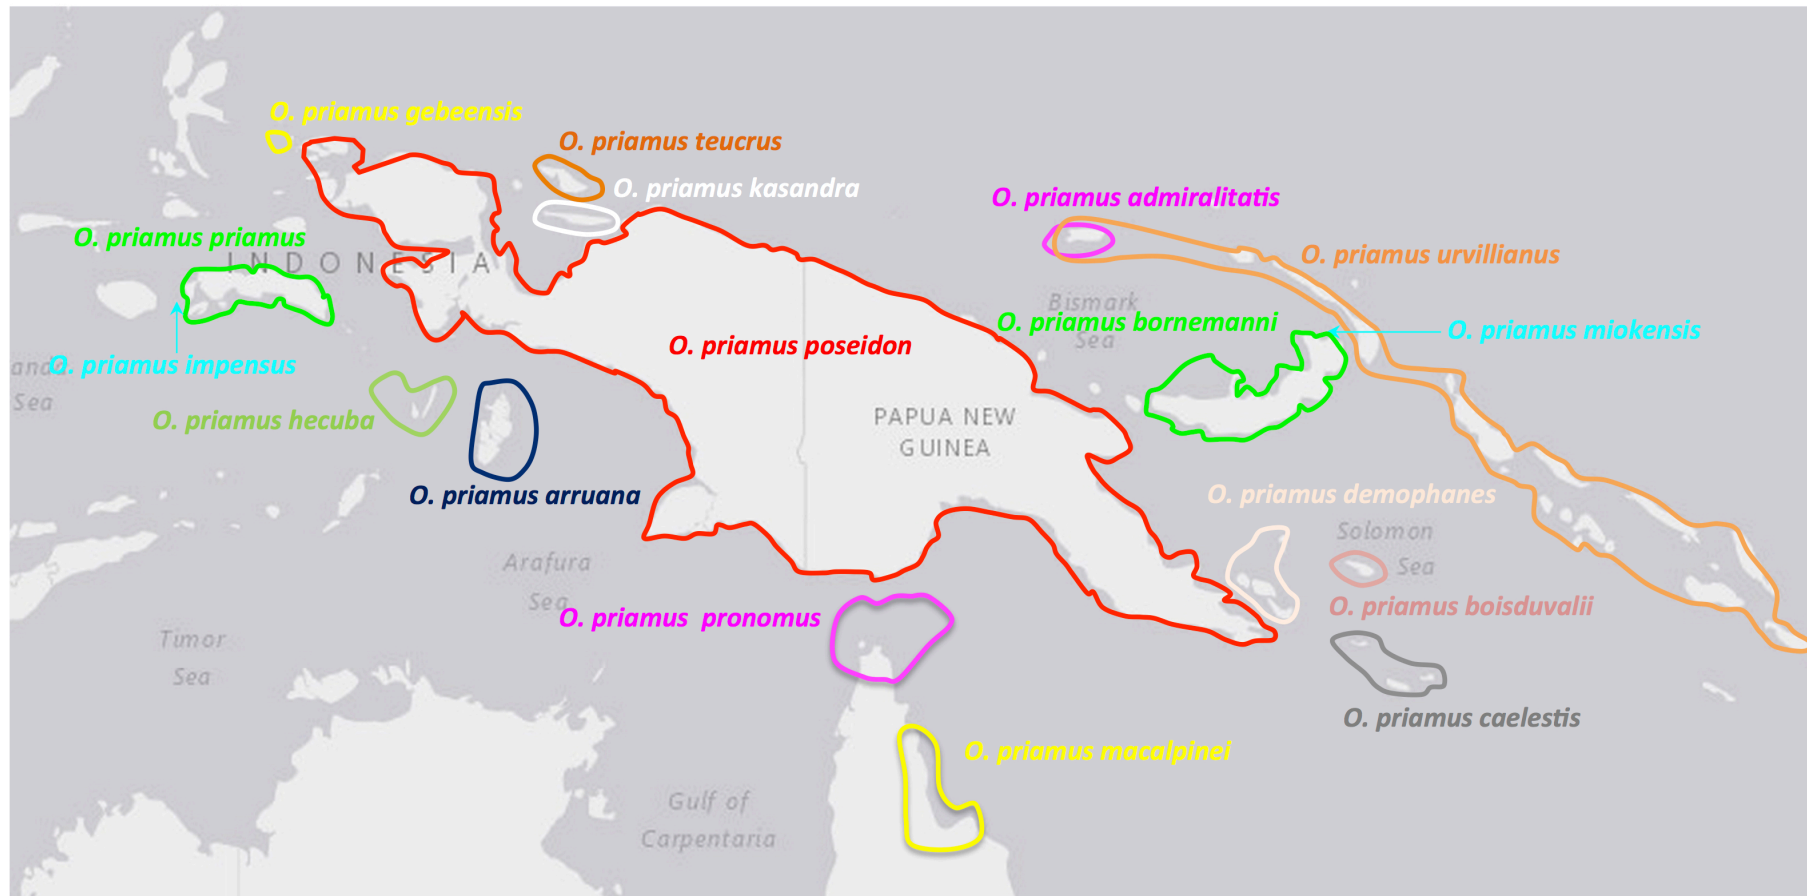 O. priamus gebeensis
O. priamus teucrus
O. priamus kasandra
O. priamus admiralitatis
O. priamus priamus
INDONESIA
O. priamus urvillianus
Bismark
Sea
O. priamus bornemanni
O. priamus miokensis
O. priamus poseidon
O. priamus impensus
Sea
O. priamus hecuba
PAPUA NEW
GUINEA
O. priamus arruana
O. priamus demophanes
Solomon
Sea
Arafura
Sea
O. priamus boisduvalii
O. priamus  pronomus
Timor
Sea
O. priamus caelestis
O. priamus macalpinei
Gulf of
Carpentaria